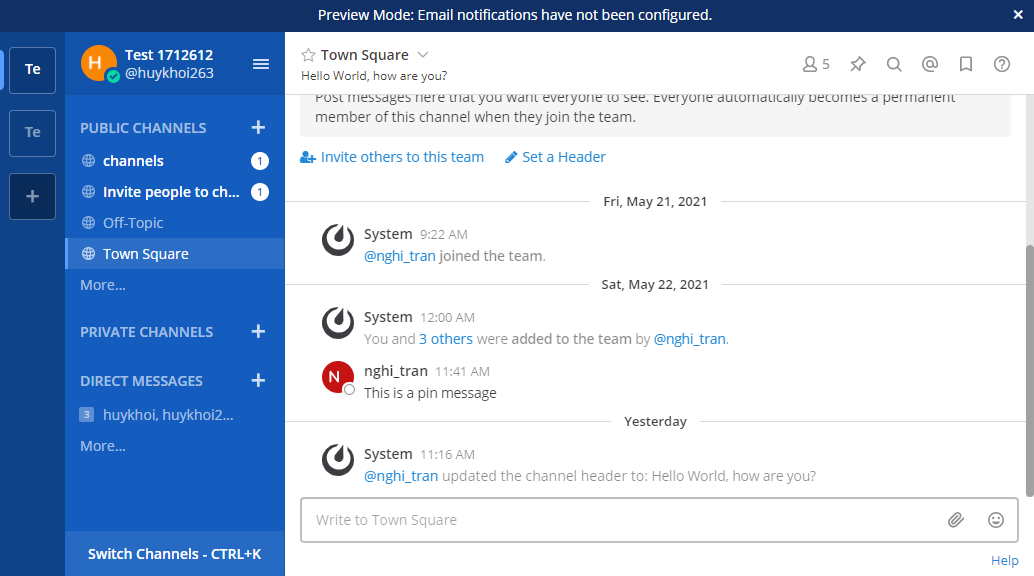 Preview Mode: Email notifications have not been configured.
Te
Te
H
Test 1712612
@huykhoi263
PUBLIC CHANNELS
channels 1
Invite people to ch... 1
Off-Topic
Town Square
More...
PRIVATE CHANNELS
DIRECT MESSAGES
3 huykhoi, huykhoi2...
More...
Switch Channels - CTRL+K
Town Square
Hello World, how are you?
5
Post messages here that you want everyone to see. Everyone automatically becomes a permanent
member of this channel when they join the team.
Invite others to this team Set a Header
Fri, May 21, 2021
System 9:22 AM
@nghi_tran joined the team.
Sat, May 22, 2021
System 12:00 AM
You and 3 others were added to the team by @nghi_tran.
N
nghi_tran 11:41 AM
This is a pin message
Yesterday
System 11:16 AM
@nghi_tran updated the channel header to: Hello World, how are you?
Write to Town Square
Help